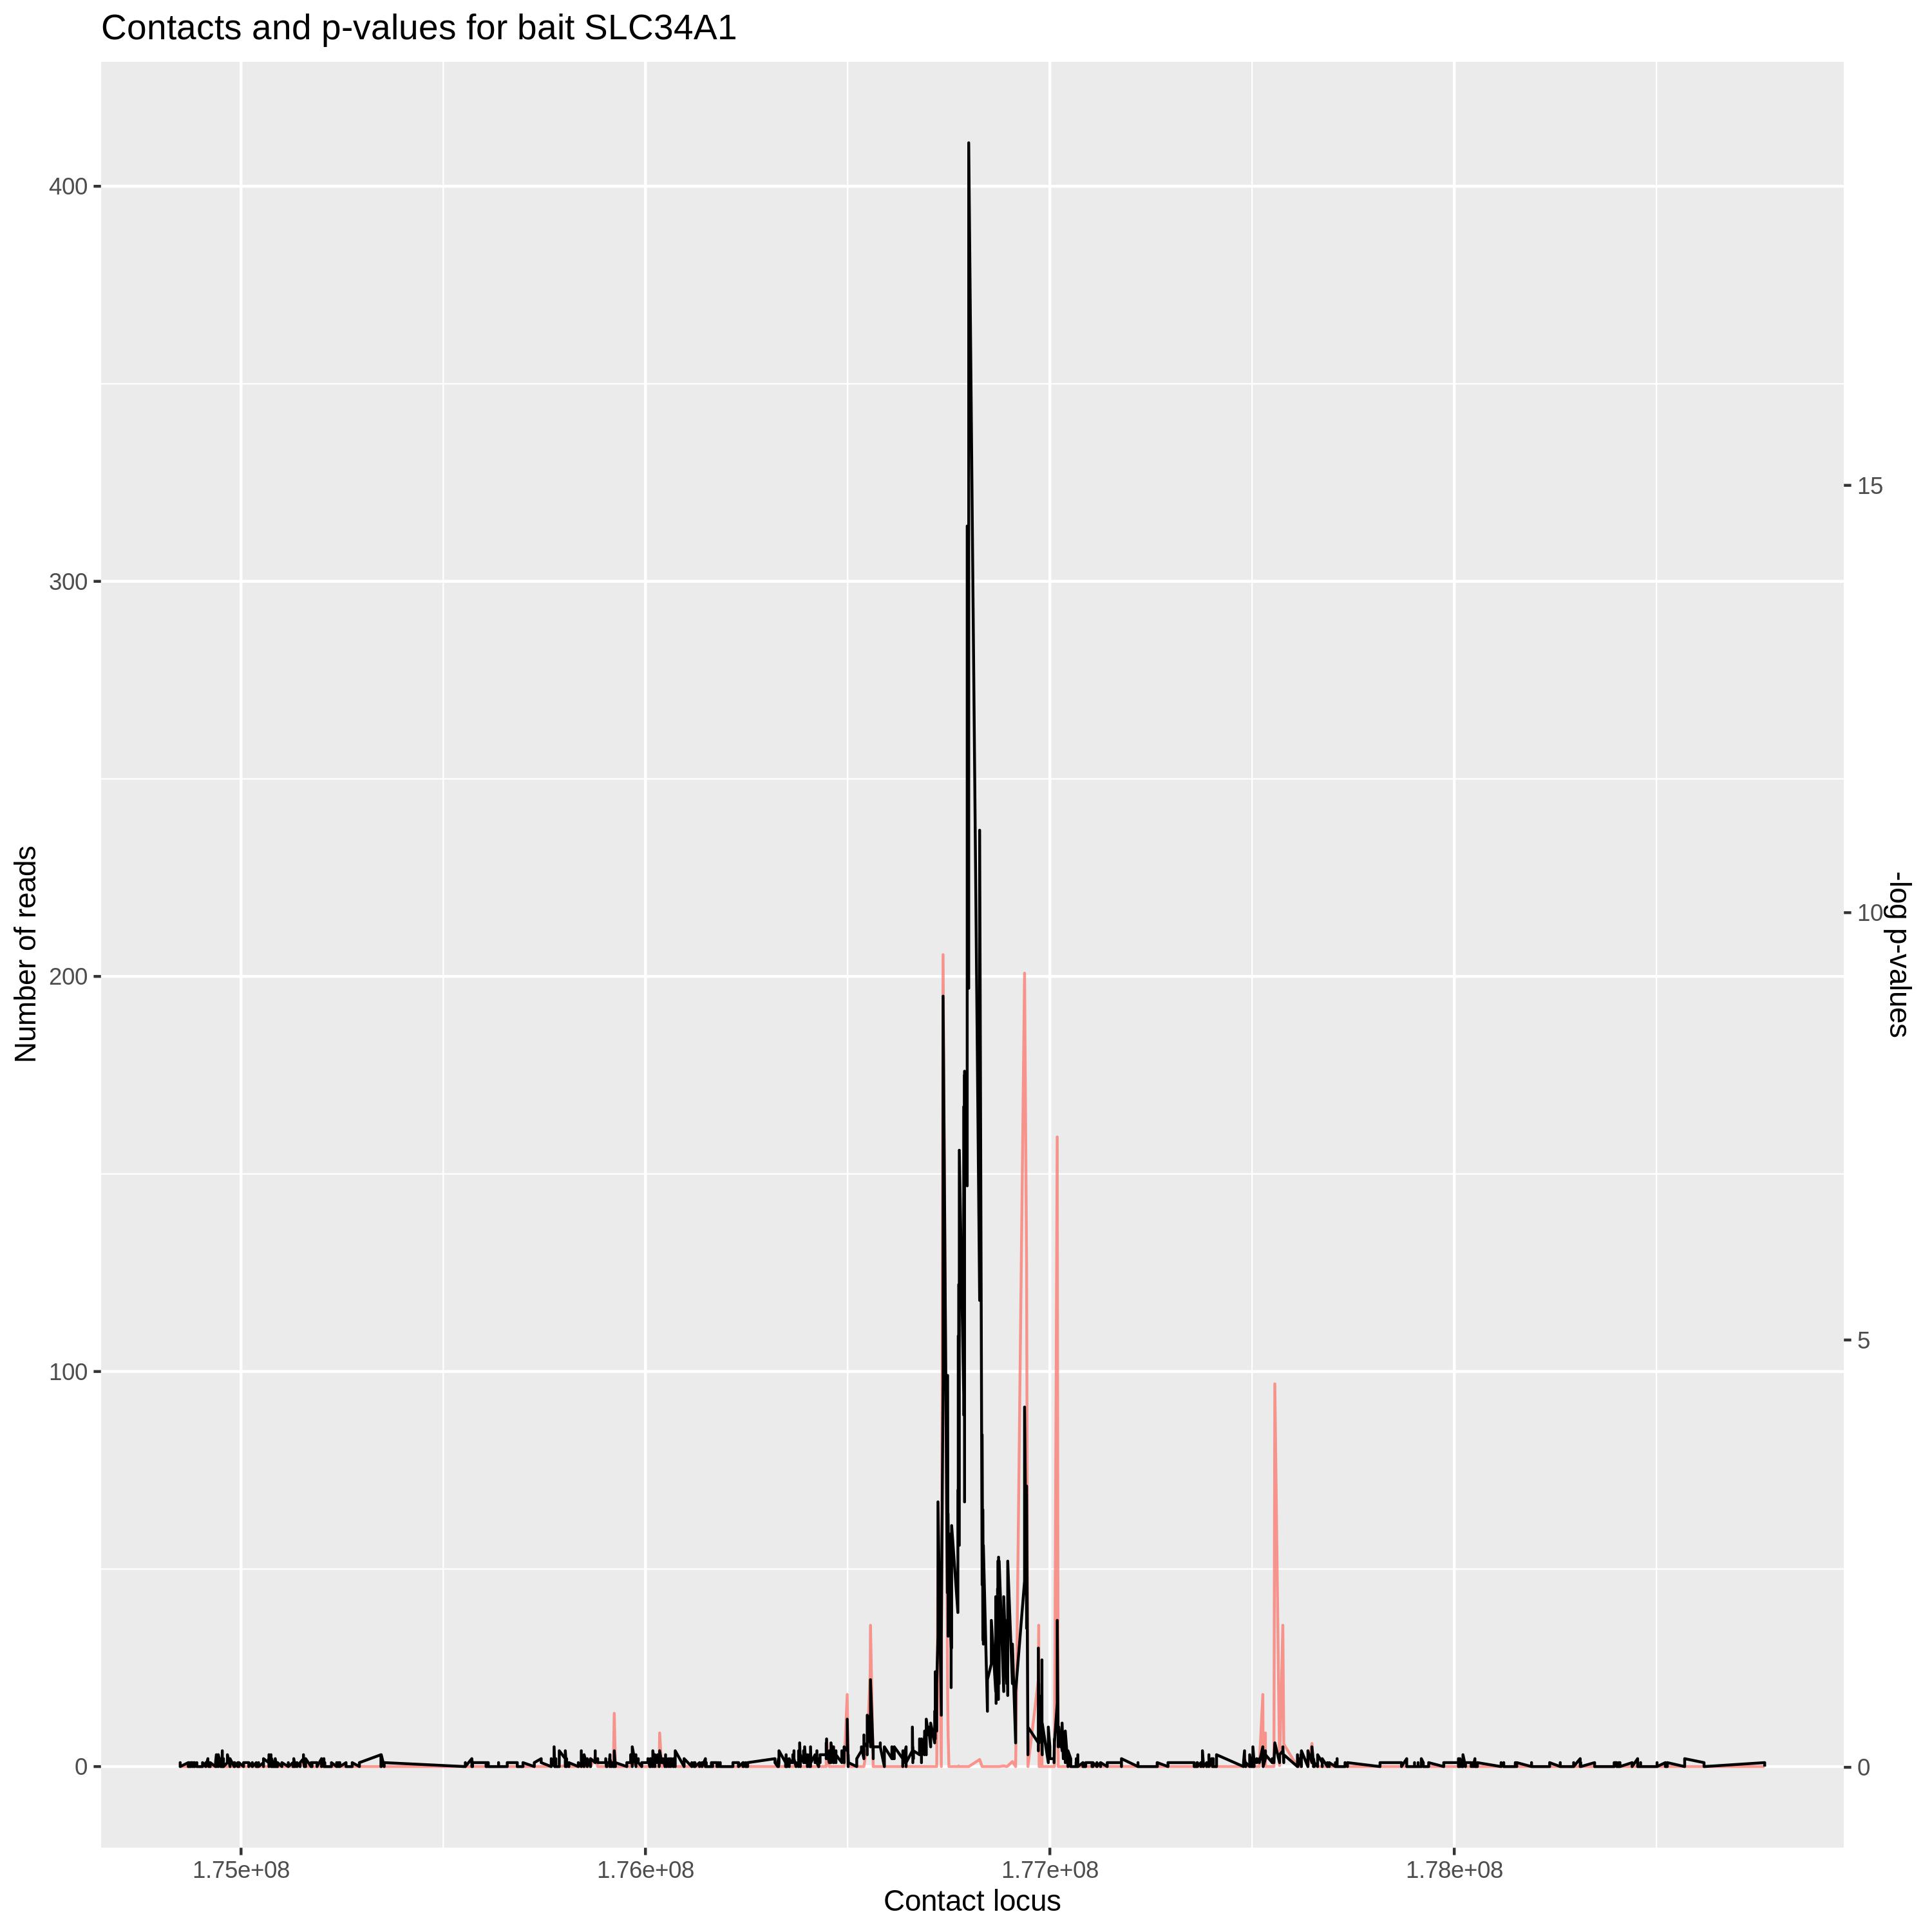 Contacts and p-values for bait SLC34A1
400
300
200
100
0
Number of reads
15
10
5
0
-log p-values
1.75e+08
1.76e+08
1.77e+08
1.78e+08
Contact locus